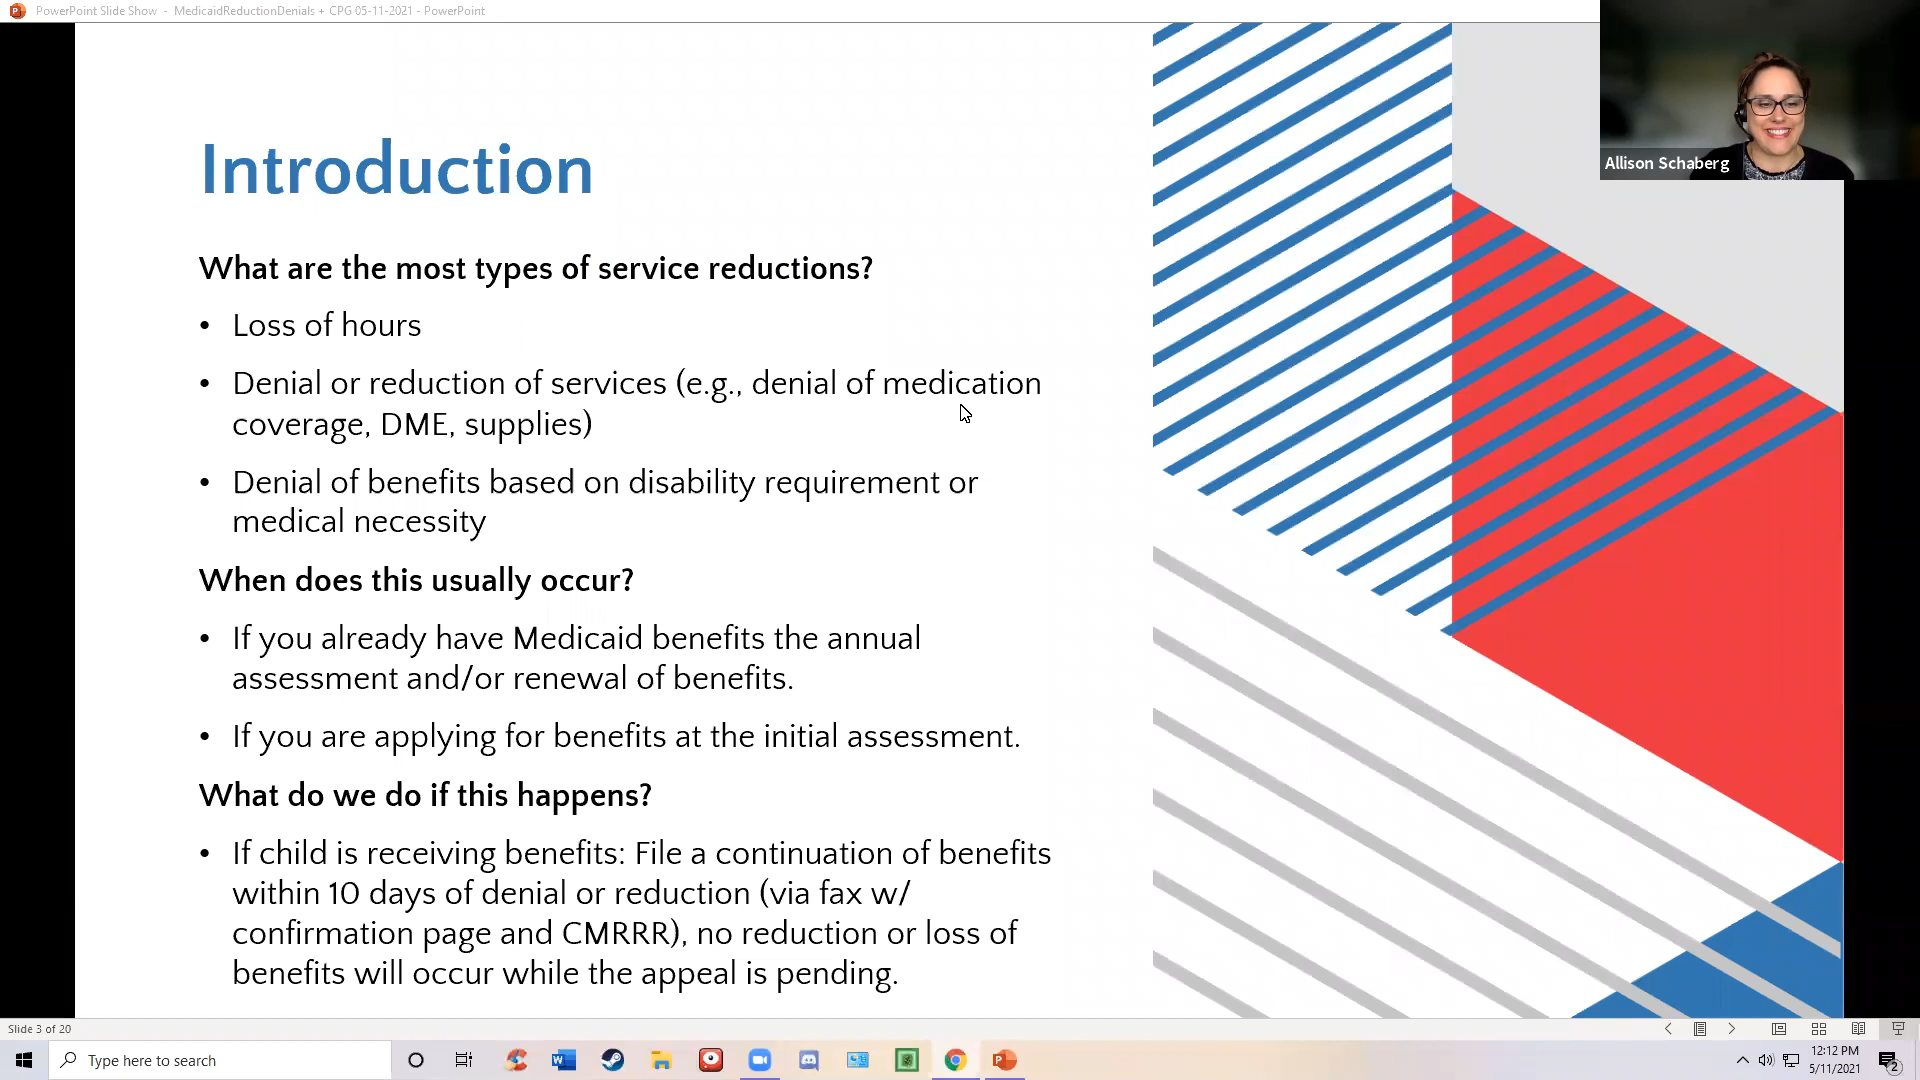 PowerPoint Slide Show - MedicaidReductionDenials + CPG 05-11-2021 - PowerPoint
Allison Schaberg
Introduction
What are the most types of service reductions?
• Loss of hours
• Denial or reduction of services (e.g., denial of medication
coverage, DME, supplies)
• Denial of benefits based on disability requirement or
medical necessity
When does this usually occur?
• If you already have Medicaid benefits the annual
assessment and/or renewal of benefits.
• If you are applying for benefits at the initial assessment.
What do we do if this happens?
• If child is receiving benefits: File a continuation of benefits
within 10 days of denial or reduction (via fax w/
confirmation page and CMRRR), no reduction or loss of
benefits will occur while the appeal is pending.
Slide 3 of 20
Type here to search
12:12 PM
5/11/2021
2